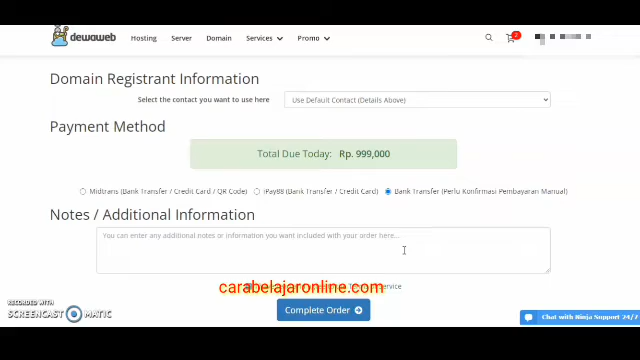 dewaweb Hosting Server Domain Services Promo 2
Domain Registrant Information
Select the contact you want to use here Use Default Contact (Details Above)
Payment Method
Total Due Today: Rp. 999,000
Midtrans (Bank Transfer / Credit Card / QR Code) iPay88 (Bank Transfer / Credit Card) Bank Transfer (Perlu Konfirmasi Pembayaran Manual)
Notes / Additional Information
You can enter any additional notes or information you want included with your order here...
carabelajaronline.com
Complete Order
RECORDED WITH
SCREENCAST MATIC
Chat with Ninja Support 24/7